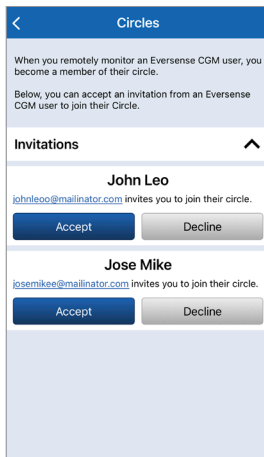 Circles
When you remotely monitor an Eversense CGM user, you
become a member of their circle.
Below, you can accept an invitation from an Eversense
CGM user to join their Circle.
Invitations
John Leo
johnleoo@mailinator.com invites you to join their circle.
Accept Decline
Jose Mike
josemikee@mailinator.com invites you to join their circle.
Accept Decline